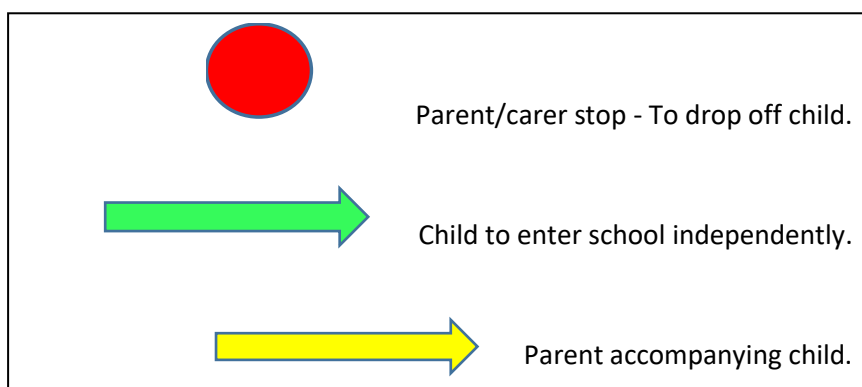 Parent/carer stop - To drop off child.
Child to enter school independently.
Parent accompanying child.